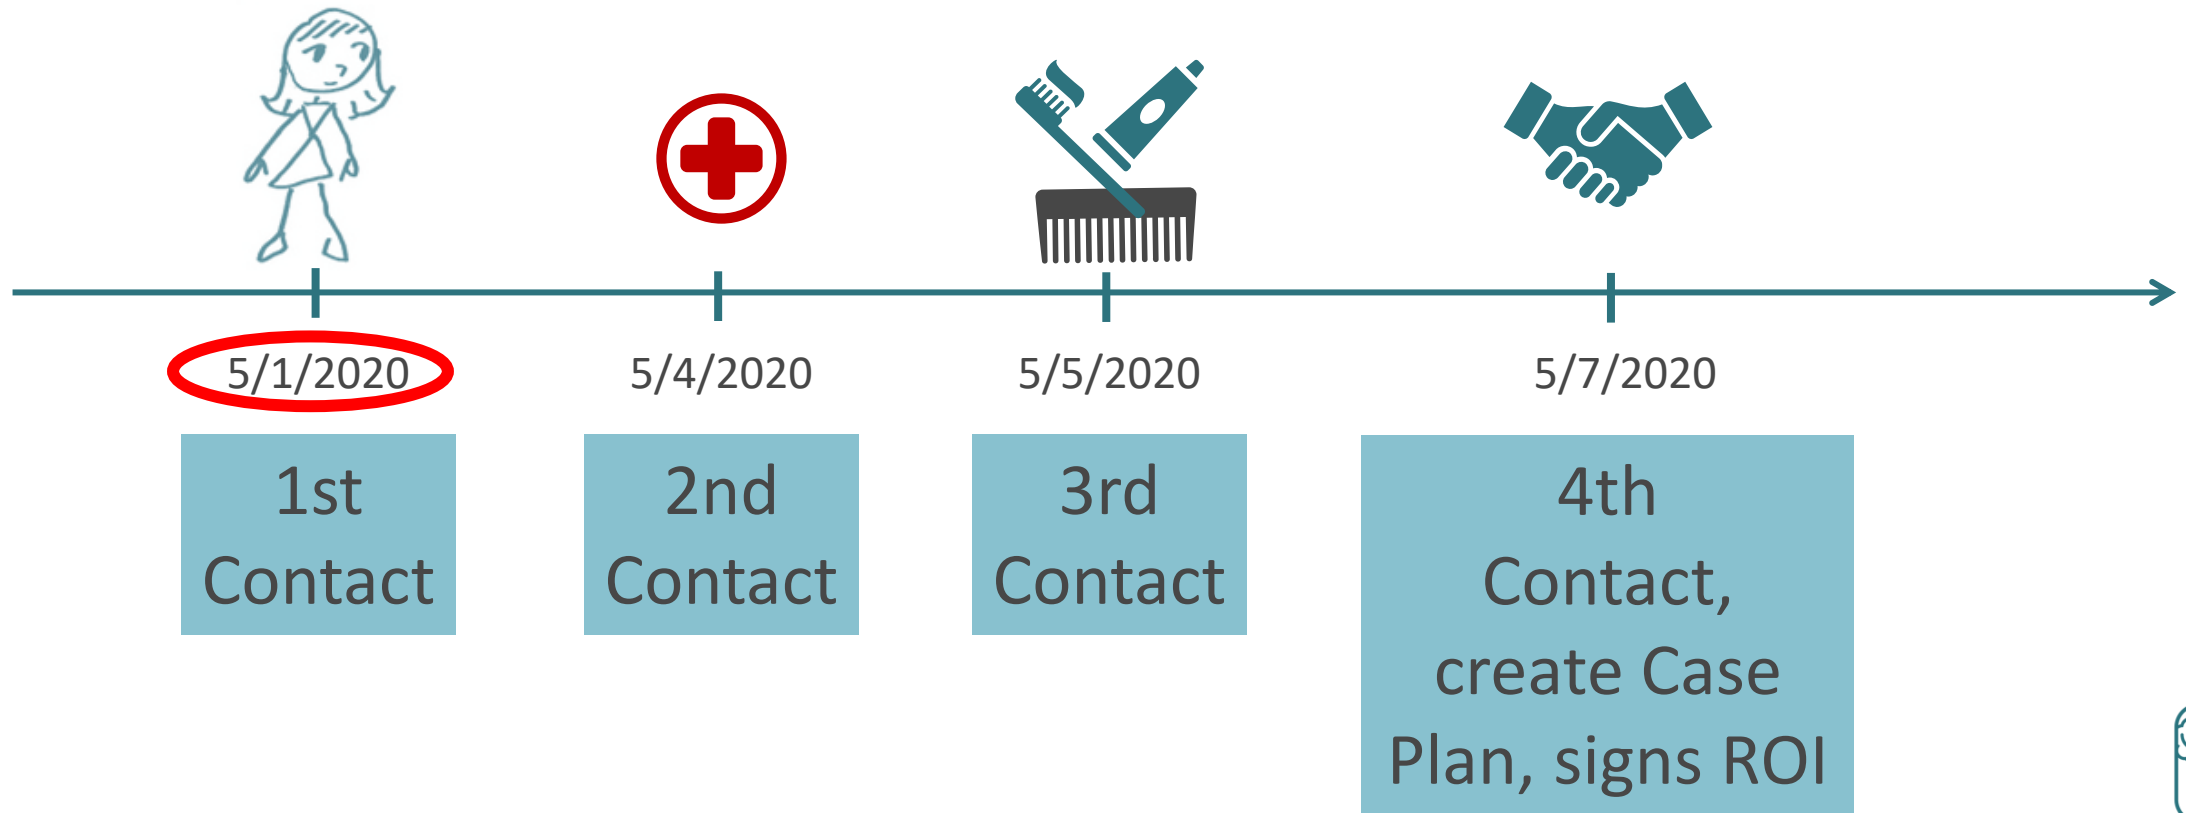 5/1/2020
5/4/2020
5/5/2020
5/7/2020
1st
Contact
2nd
Contact
3rd
Contact
4th
Contact,
create Case
Plan, signs ROI